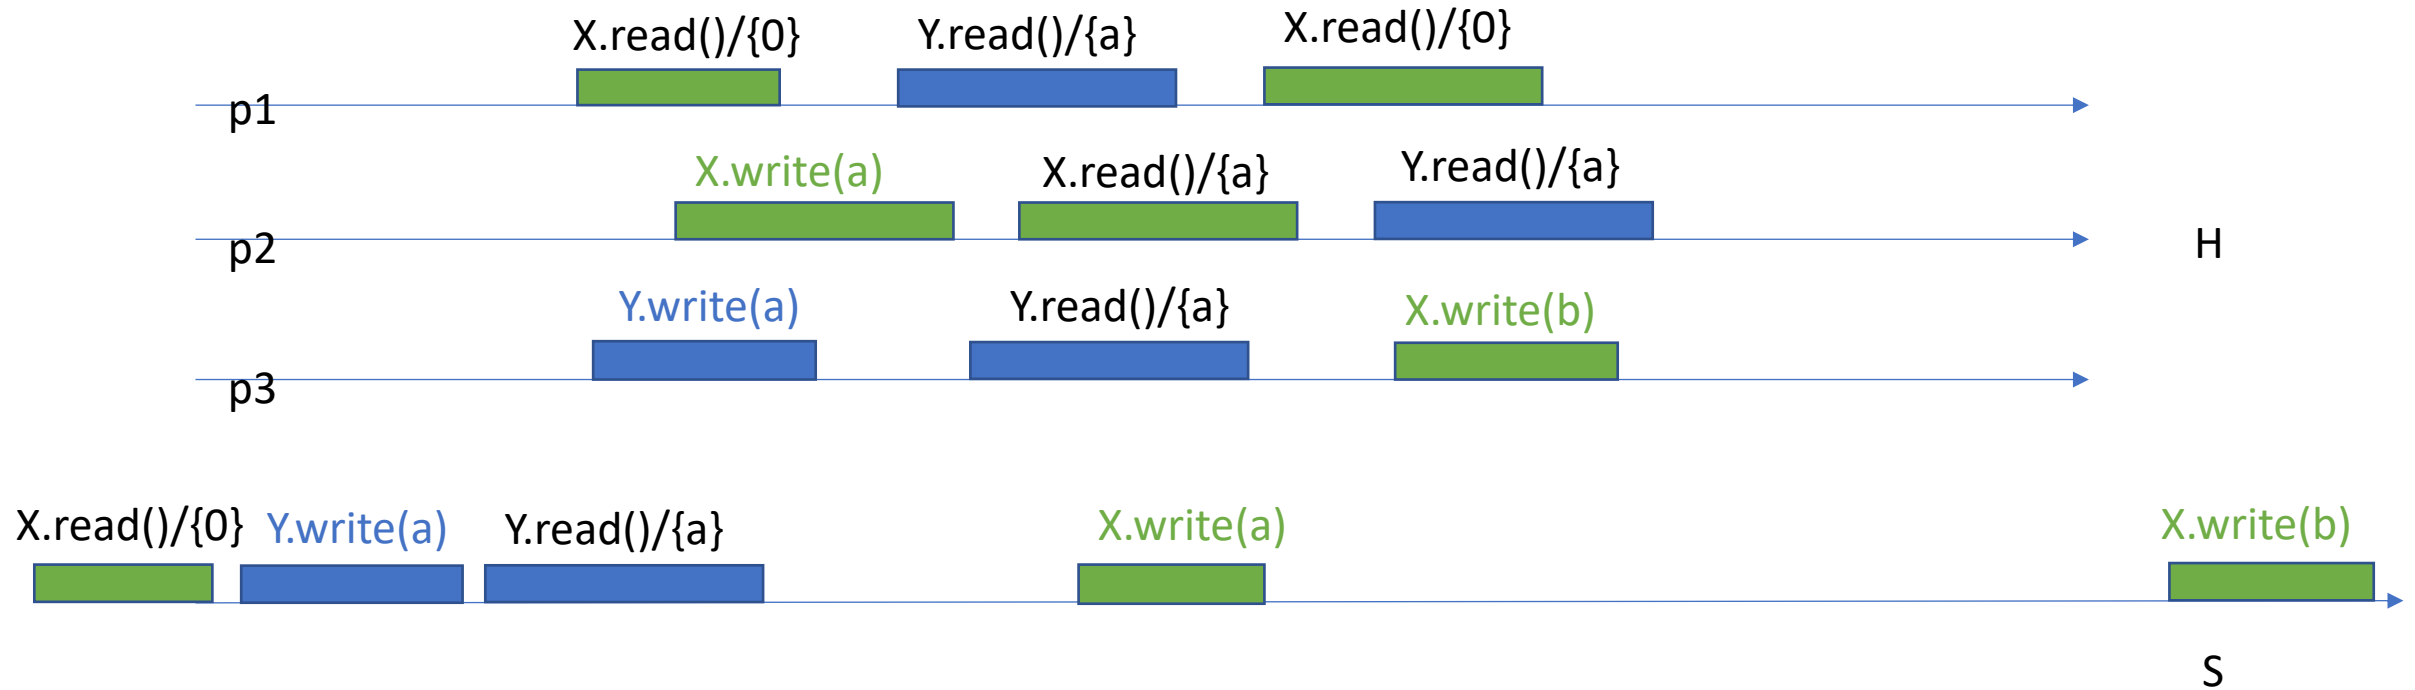 X.read()/{0} Y.read()/{a} X.read()/{0}
p1
X.write(a) X.read()/{a} Y.read()/{a}
p2 H
Y.write(a) Y.read()/{a} X.write(b)
p3
X.read()/{0} Y.write(a) Y.read()/{a} X.write(a) X.write(b)
S